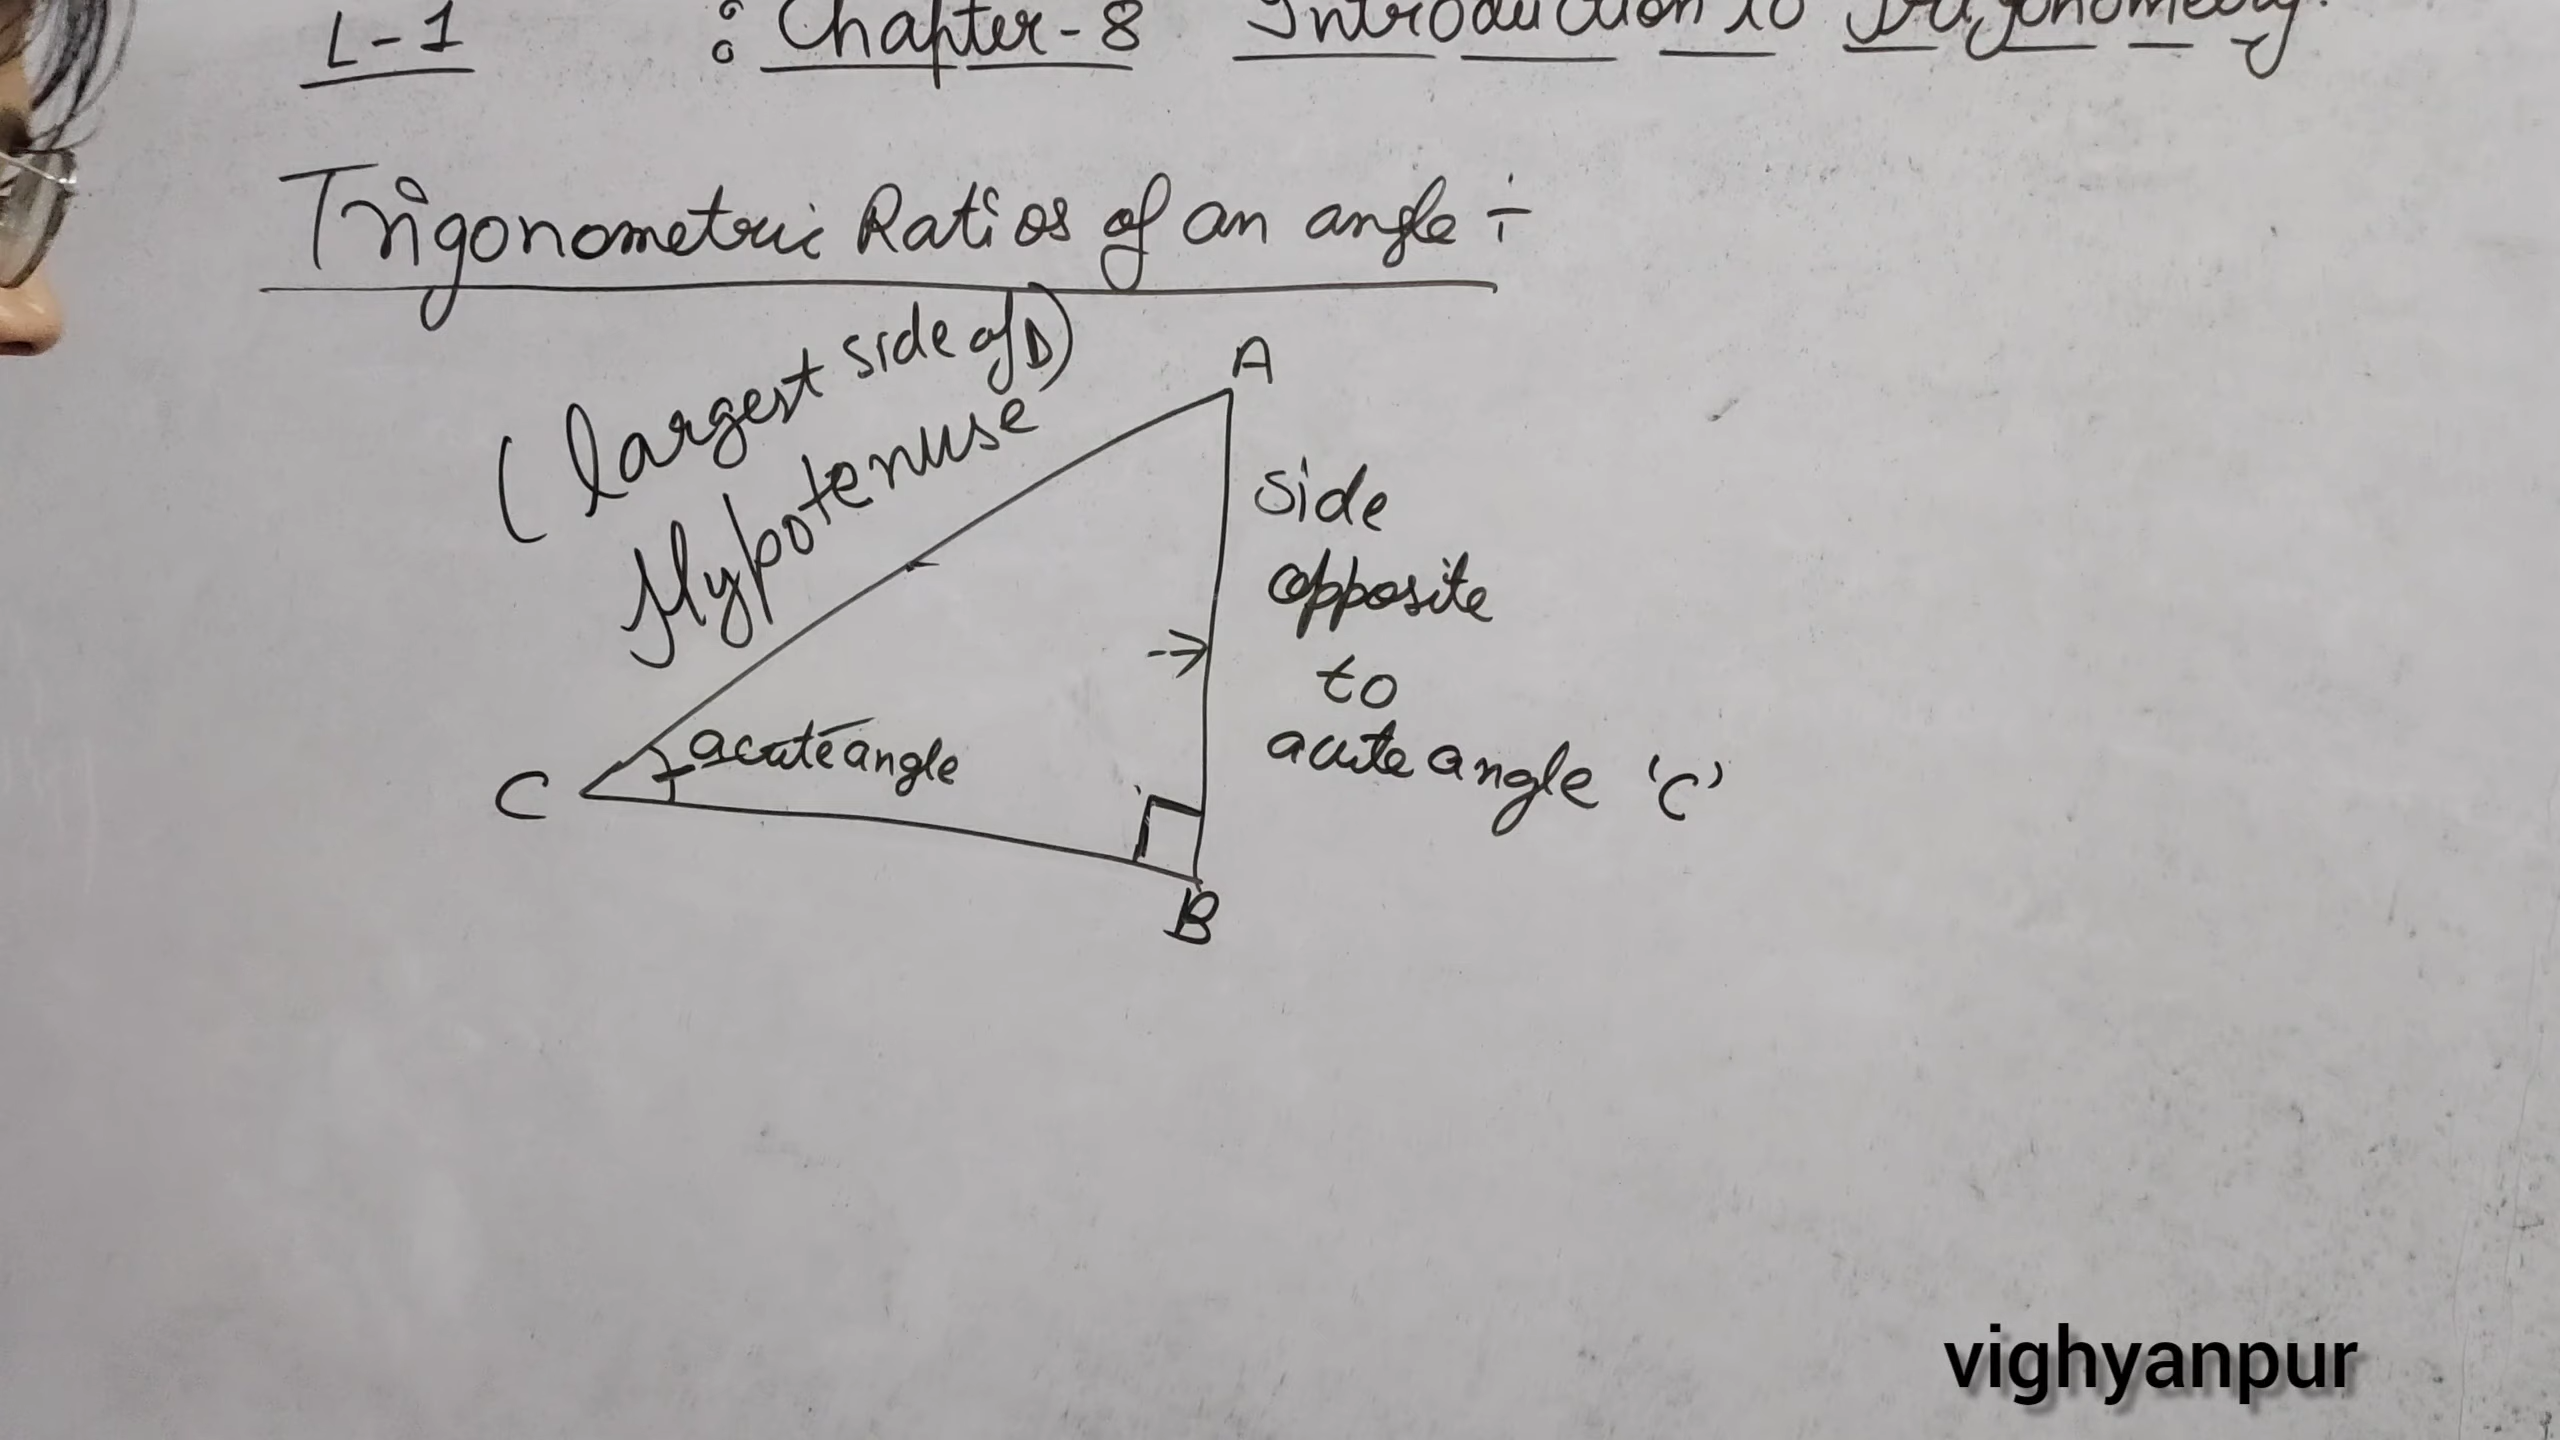 L-1 : Chapter-8 Introduction to Trigonometry.
Trigonometric Ratios of an angle ÷
(largest side of Δ)
Hypotenuse
A
side
opposite
to
acute angle 'C'
acute angle
C
B
vighyanpur